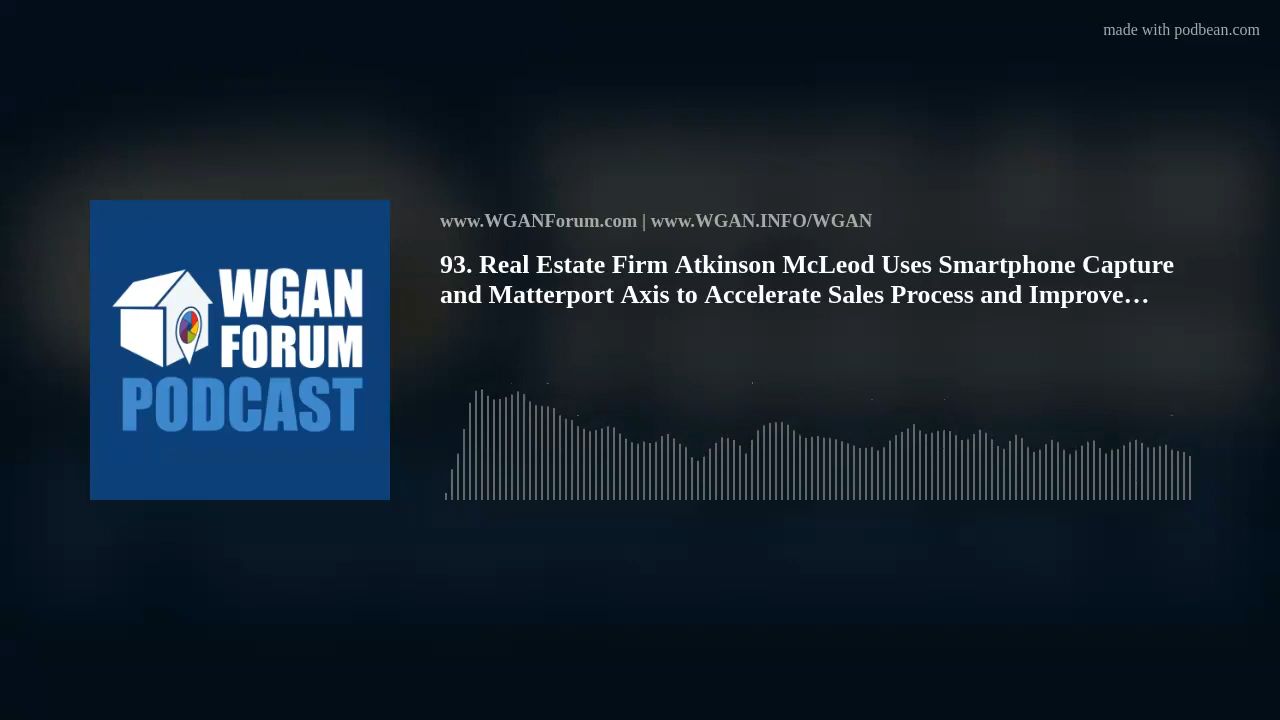 made with podbean.com
www.WGANForum.com | www.WGAN.INFO/WGAN
93. Real Estate Firm Atkinson McLeod Uses Smartphone Capture
and Matterport Axis to Accelerate Sales Process and Improve…
WGAN
FORUM
PODCAST